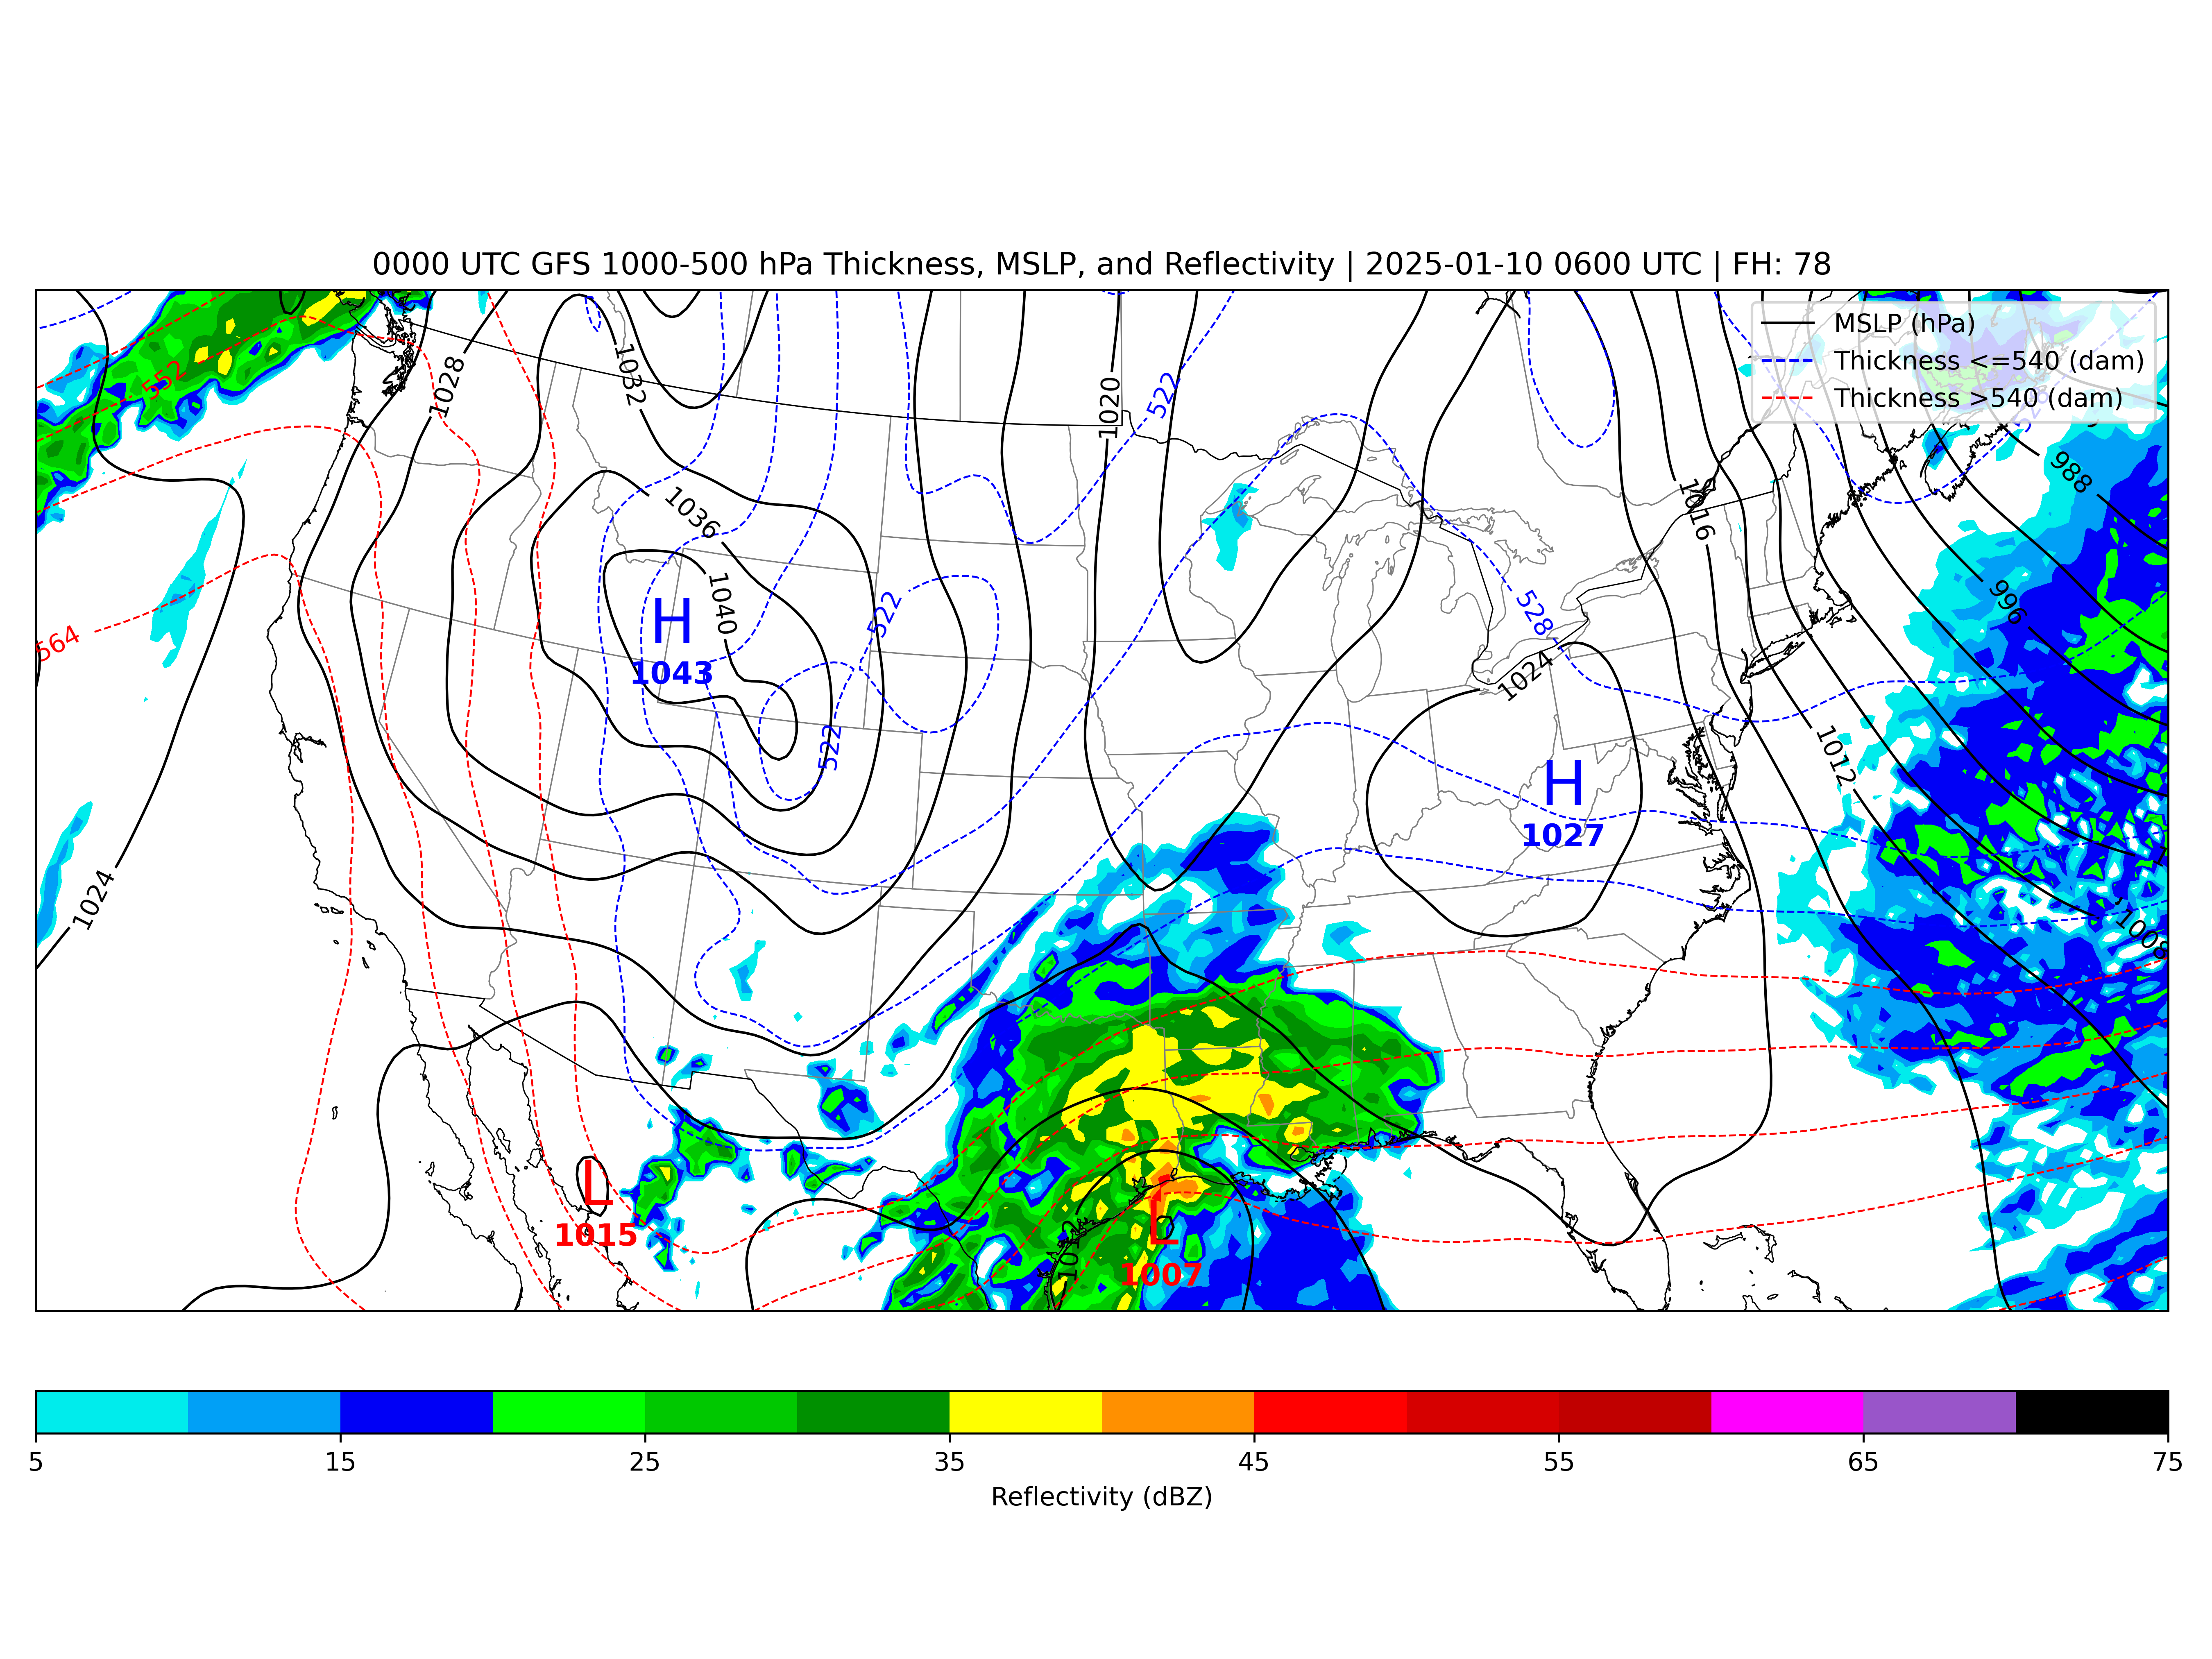 0000 UTC GFS 1000-500 hPa Thickness, MSLP, and Reflectivity | 2025-01-10 0600 UTC | FH: 78
MSLP (hPa)
Thickness <=540 (dam)
Thickness >540 (dam)
552
1028
1032
1020
522
988
1036
1016
1040
H
1043
522
528
996
564
1024
522
H
1027
1012
1024
1008
L
1015
1010
L
1007
5 15 25 35 45 55 65 75
Reflectivity (dBZ)